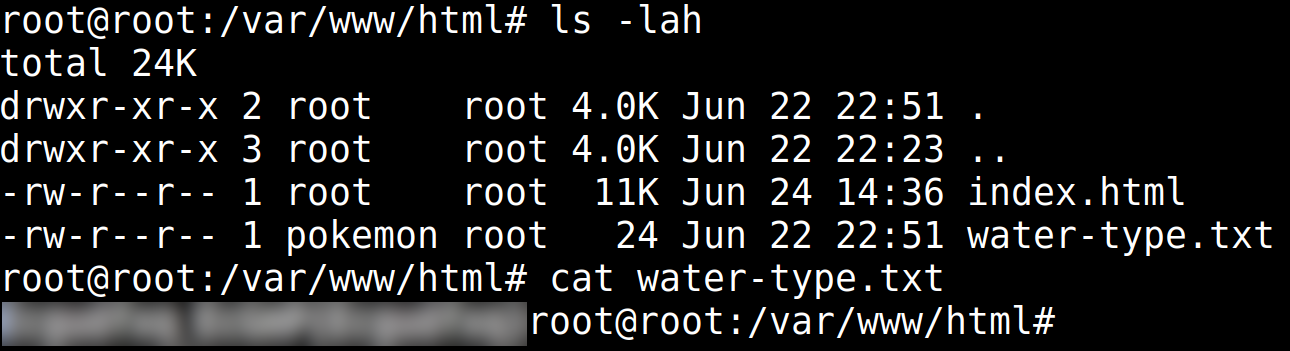 root@root:/var/www/html# ls -lah
total 24K
drwxr-xr-x 2 root    root 4.0K Jun 22 22:51 .
drwxr-xr-x 3 root    root 4.0K Jun 22 22:23 ..
-rw-r--r-- 1 root    root  11K Jun 24 14:36 index.html
-rw-r--r-- 1 pokemon root   24 Jun 22 22:51 water-type.txt
root@root:/var/www/html# cat water-type.txt
root@root:/var/www/html#